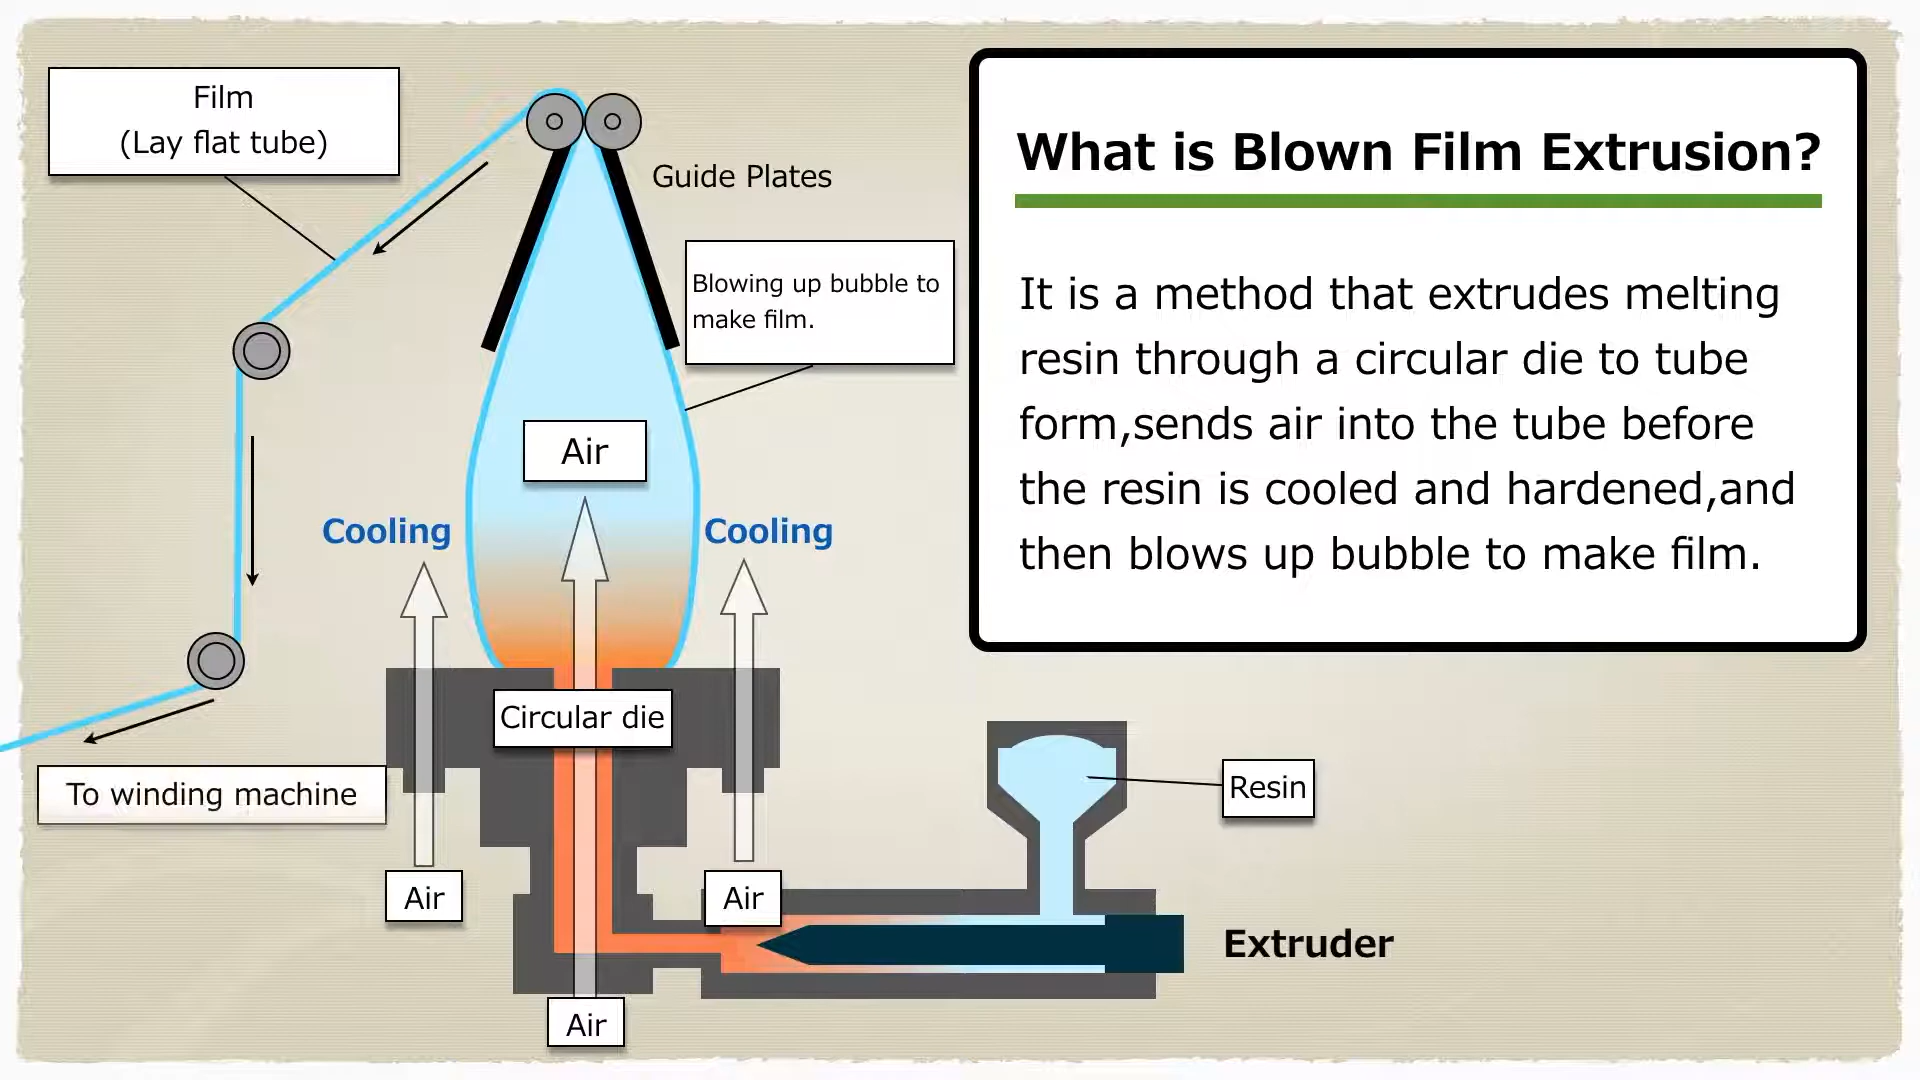 Film
(Lay flat tube)
Guide Plates
Blowing up bubble to
make film.
Air
Cooling
Cooling
Circular die
To winding machine
Air
Air
Air
What is Blown Film Extrusion?
It is a method that extrudes melting
resin through a circular die to tube
form,sends air into the tube before
the resin is cooled and hardened,and
then blows up bubble to make film.
Resin
Extruder